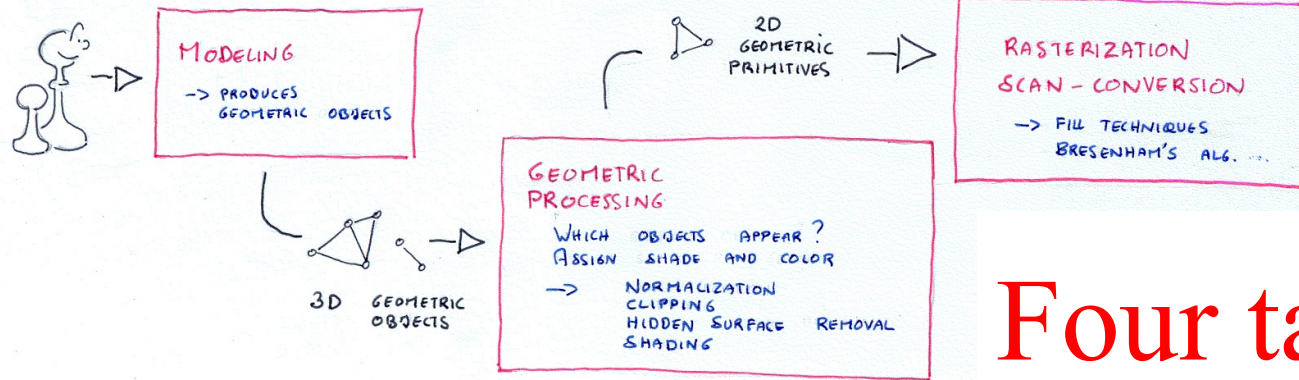 MODELING
-> PRODUCES
GEOMETRIC OBJECTS
3D GEOMETRIC
OBJECTS
GEOMETRIC
PROCESSING
WHICH OBJECTS APPEAR?
ASSIGN SHADE AND COLOR
-> NORMALIZATION
CLIPPING
HIDDEN SURFACE REMOVAL
SHADING
2D
GEOMETRIC
PRIMITIVES
RASTERIZATION
SCAN-CONVERSION
-> FILL TECHNIQUES
BRESENHAM'S ALG. ...
Four